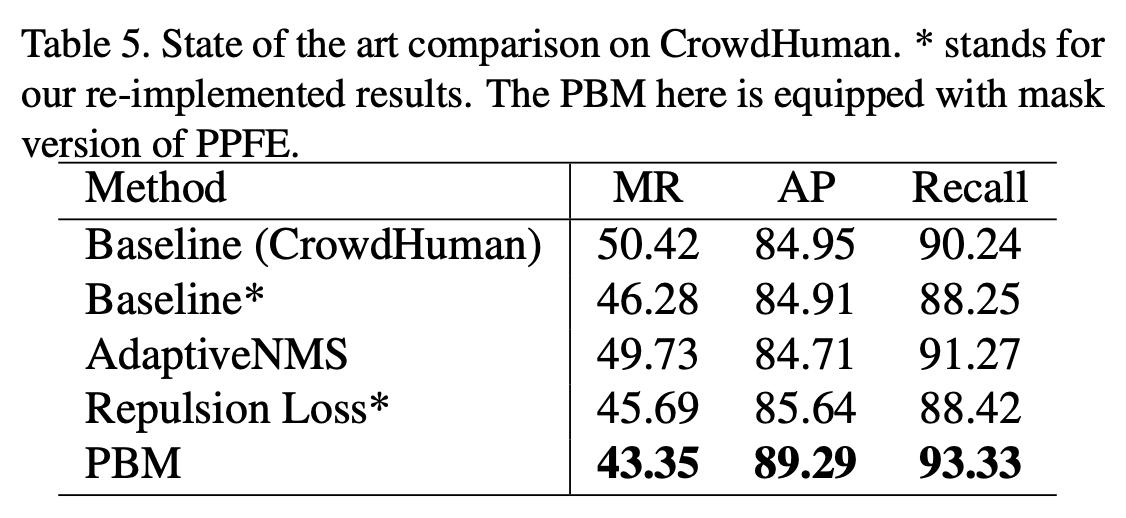 Table 5. State of the art comparison on CrowdHuman. * stands for
our re-implemented results. The PBM here is equipped with mask
version of PPFE.
Method MR AP Recall
Baseline (CrowdHuman) 50.42 84.95 90.24
Baseline* 46.28 84.91 88.25
AdaptiveNMS 49.73 84.71 91.27
Repulsion Loss* 45.69 85.64 88.42
PBM 43.35 89.29 93.33